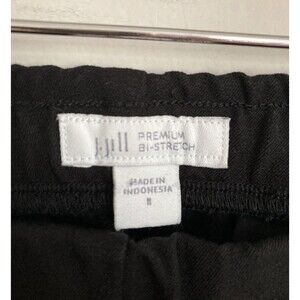 J.Jill PREMIUM
BI-STRETCH
MADE IN
INDONESIA